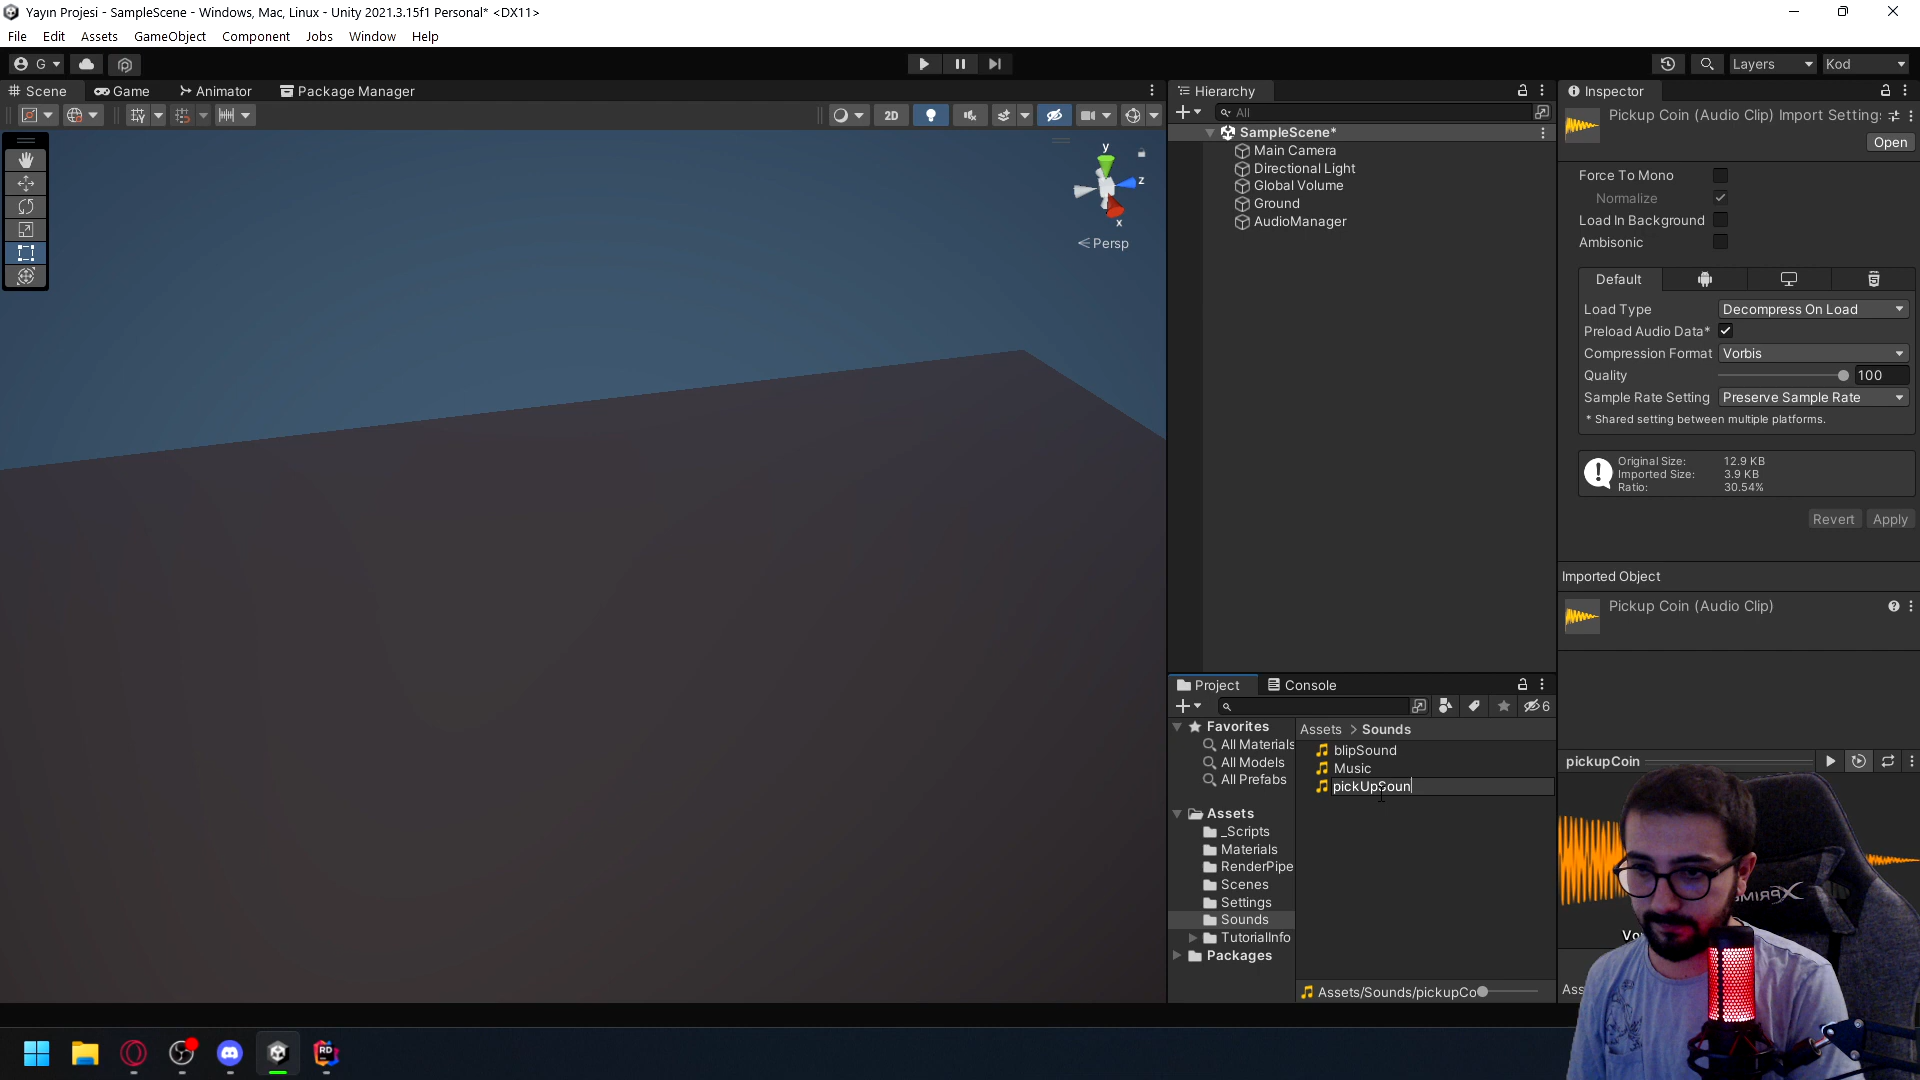 Yayın Projesi - SampleScene - Windows, Mac, Linux - Unity 2021.3.15f1 Personal* <DX11>
File Edit Assets GameObject Component Jobs Window Help
G Layers Kod
Scene Game Animator Package Manager
2D
y
z
x
Persp
Hierarchy
All
SampleScene*
Main Camera
Directional Light
Global Volume
Ground
AudioManager
Inspector
Pickup Coin (Audio Clip) Import Setting
Open
Force To Mono
Normalize
Load In Background
Ambisonic
Default
Load Type Decompress On Load
Preload Audio Data*
Compression Format Vorbis
Quality 100
Sample Rate Setting Preserve Sample Rate
* Shared setting between multiple platforms.
Original Size: 12.9 KB
Imported Size: 3.9 KB
Ratio: 30.54%
Revert Apply
Imported Object
Pickup Coin (Audio Clip)
Project Console
6
Favorites
All Materials
All Models
All Prefabs
Assets
_Scripts
Materials
RenderPipe
Scenes
Settings
Sounds
TutorialInfo
Packages
Assets > Sounds
blipSound
Music
pickUpSoun
Assets/Sounds/pickupCo
pickupCoin
Vo
Ass
RD